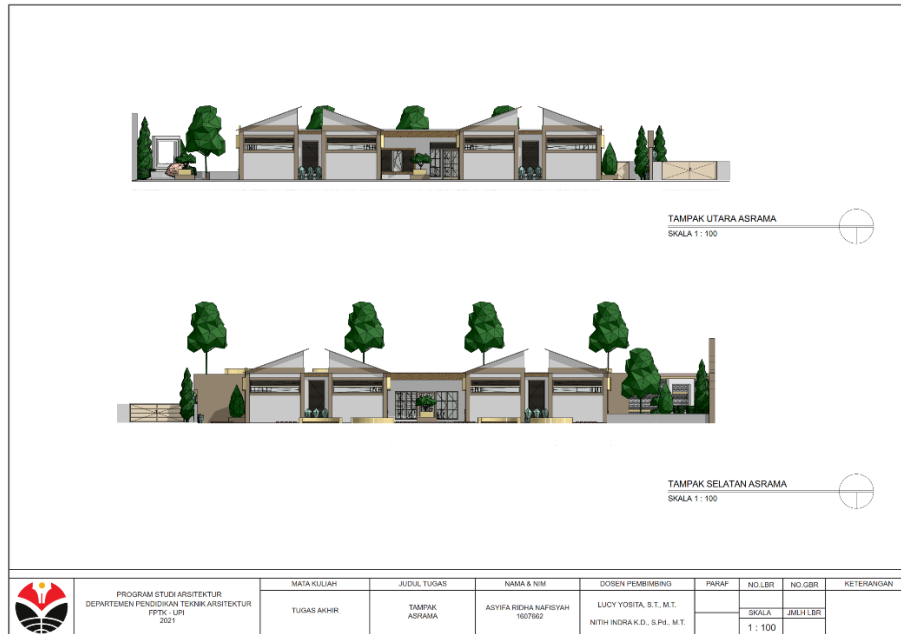 TAMPAK UTARA ASRAMA
SKALA 1 : 100
TAMPAK SELATAN ASRAMA
SKALA 1 : 100
PROGRAM STUDI ARSITEKTUR
DEPARTEMEN PENDIDIKAN TEKNIK ARSITEKTUR
FPTK - UPI
2021
MATA KULIAH
TUGAS AKHIR
JUDUL TUGAS
TAMPAK
ASRAMA
NAMA & NIM
ASYIFA RIDHA NAFISYAH
1607662
DOSEN PEMBIMBING
LUCY YOSITA, S.T., M.T.
NITIH INDRA K.D., S.Pd., M.T.
PARAF
NO.LBR
NO.GBR
SKALA
JMLH LBR
1 : 100
KETERANGAN